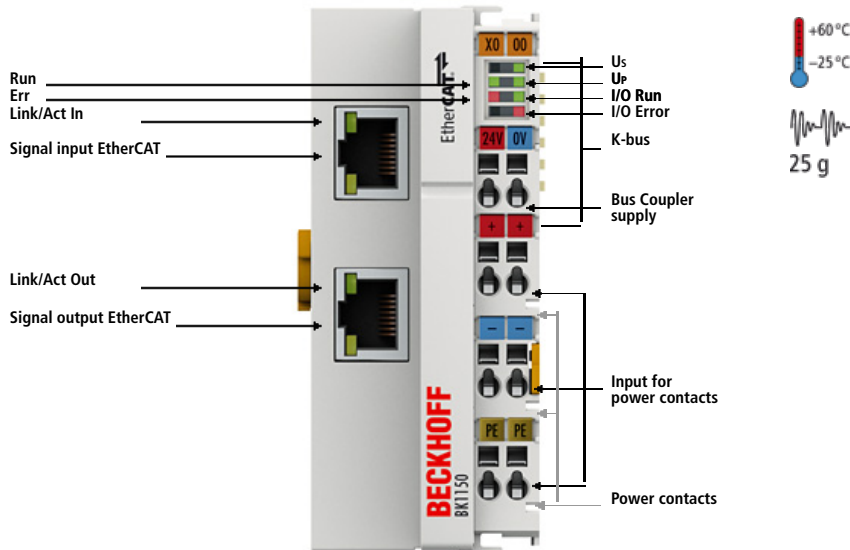 Run
Err
Link/Act In
Signal input EtherCAT
Link/Act Out
Signal output EtherCAT
EtherCAT
X0 00
24V 0V
+ +
− −
PE PE
BECKHOFF
BK1150
Us
UP
I/O Run
I/O Error
K-bus
Bus Coupler
supply
Input for
power contacts
Power contacts
+60°C
−25°C
25 g